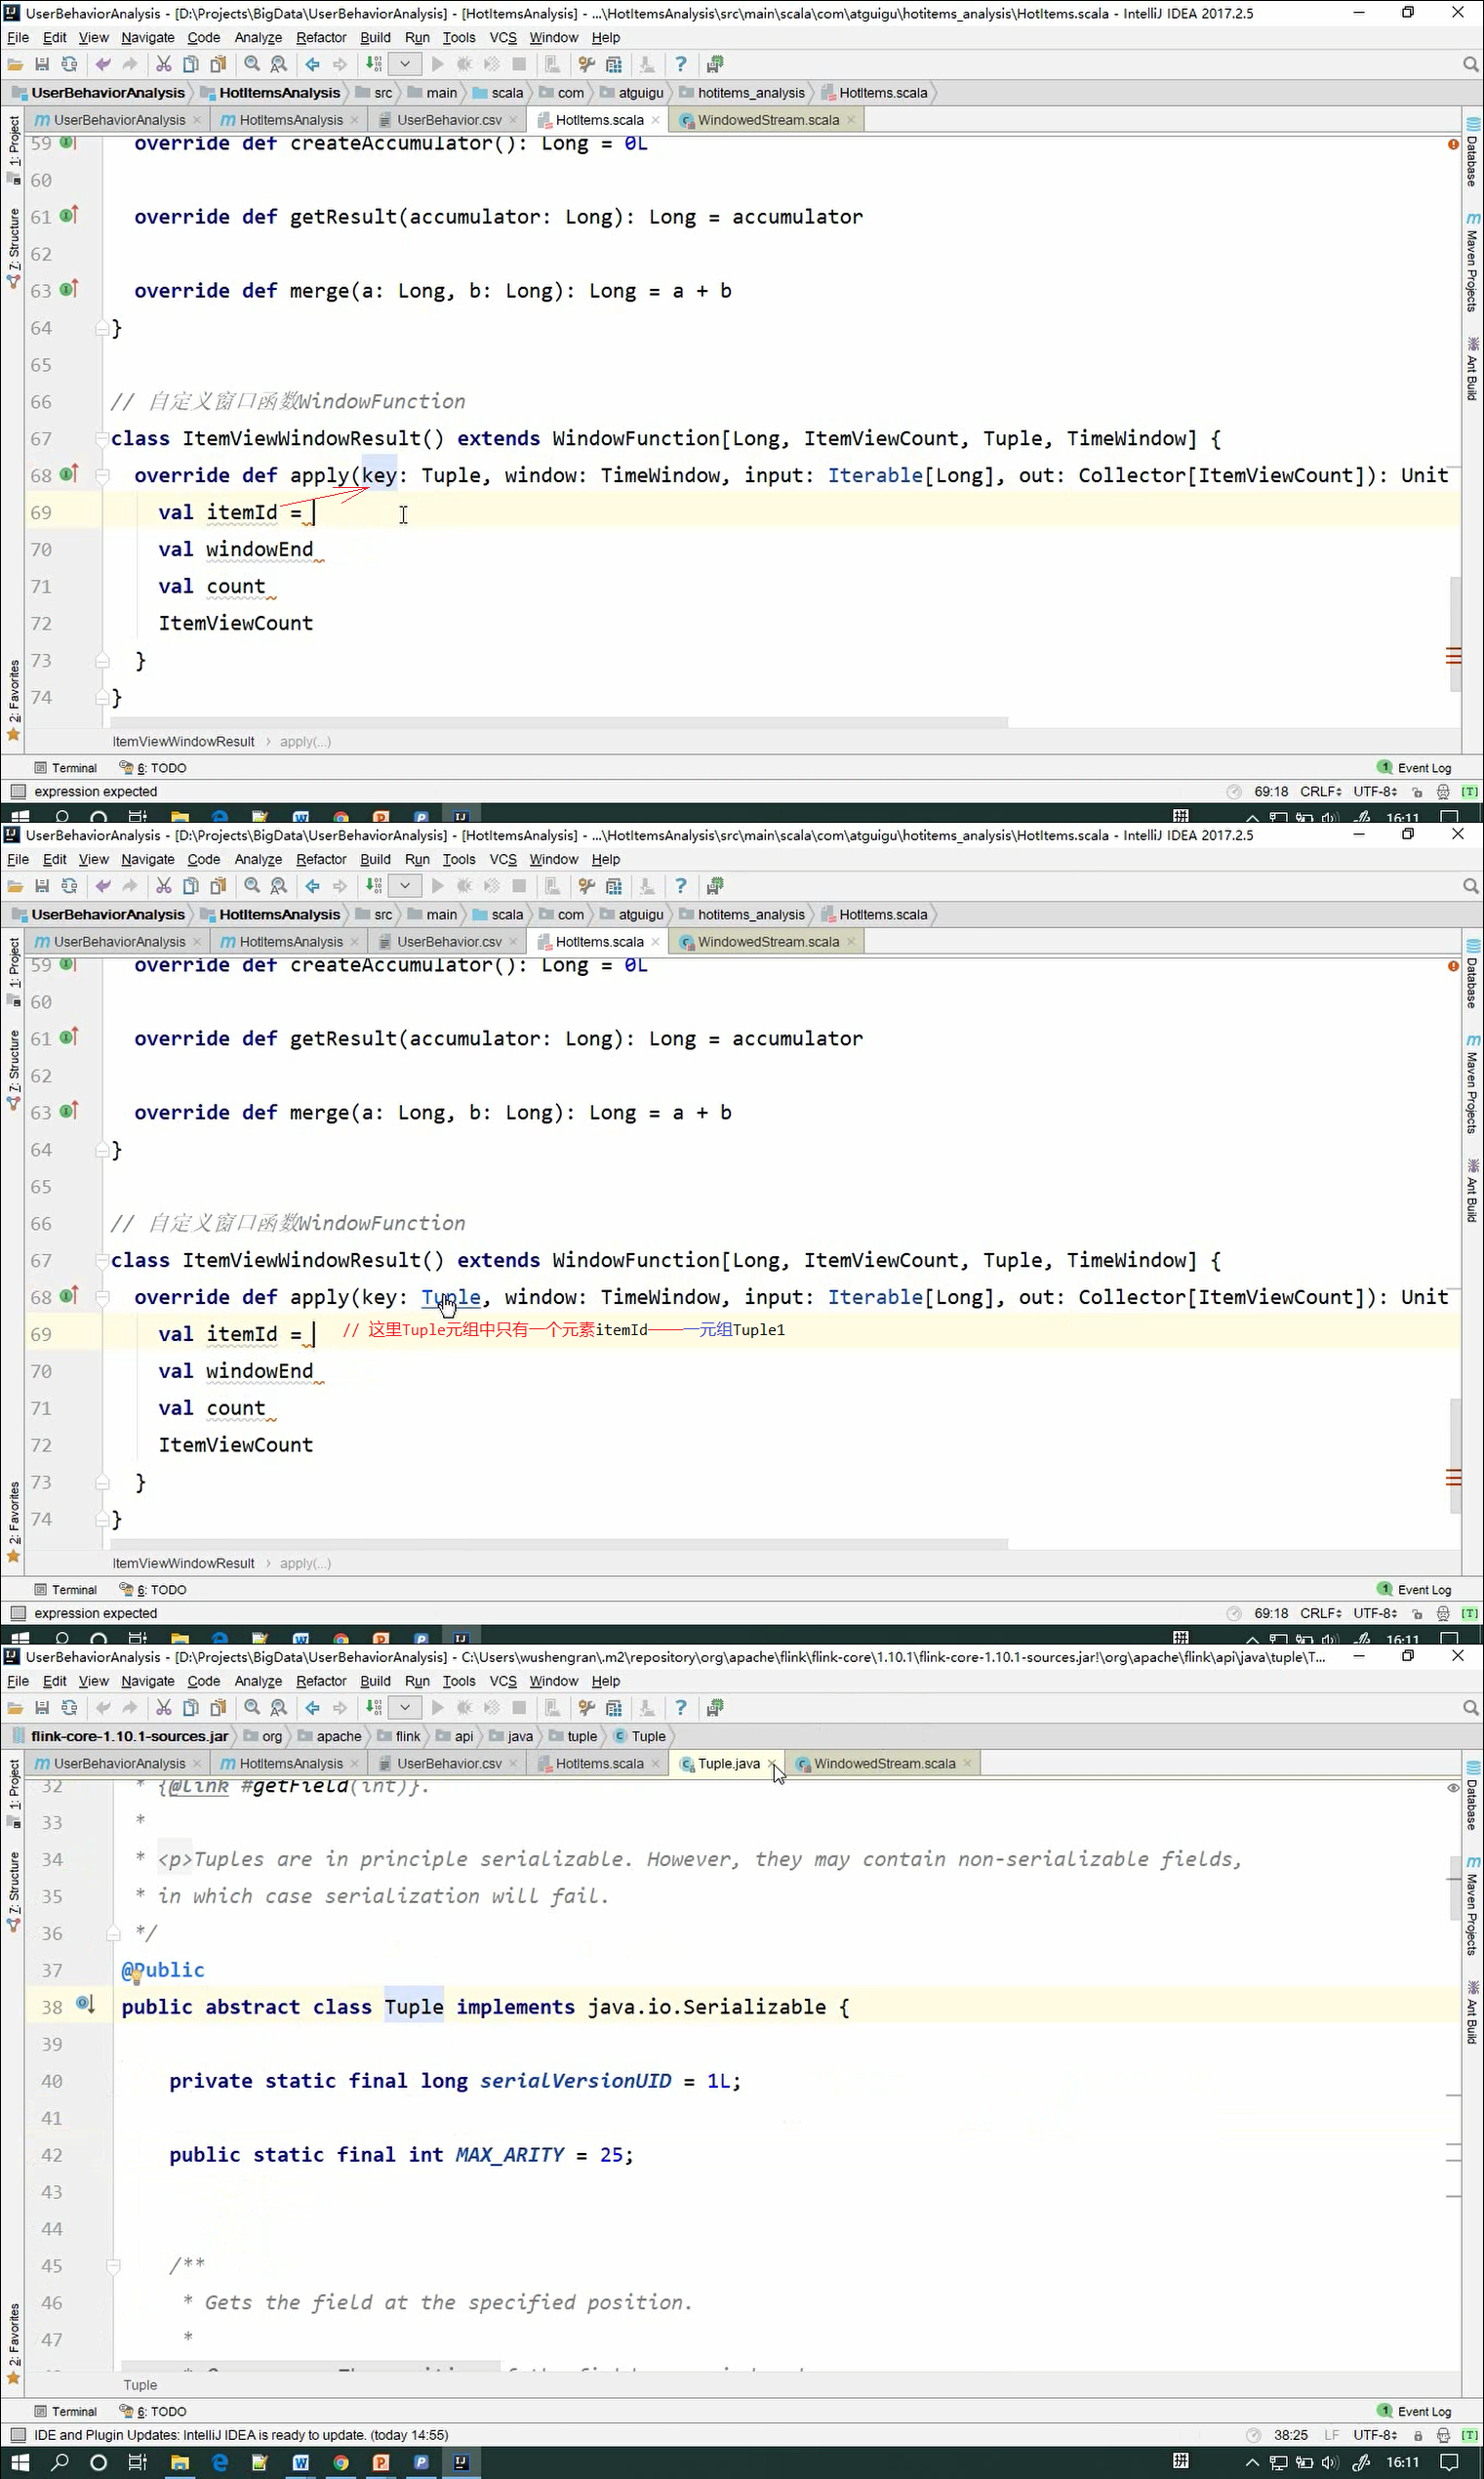 UserBehaviorAnalysis - [D:\Projects\BigData\UserBehaviorAnalysis] - [HotItemsAnalysis] - ...\HotItemsAnalysis\src\main\scala\com\atguigu\hotitems_analysis\HotItems.scala - IntelliJ IDEA 2017.2.5
File Edit View Navigate Code Analyze Refactor Build Run Tools VCS Window Help
UserBehaviorAnalysis HotItemsAnalysis src main scala com atguigu hotitems_analysis HotItems.scala
UserBehaviorAnalysis HotItemsAnalysis UserBehavior.csv HotItems.scala WindowedStream.scala
1: Project
7: Structure
2: Favorites
Database
Maven Projects
Ant Build
59 override def createAccumulator(): Long = 0L
60
61 override def getResult(accumulator: Long): Long = accumulator
62
63 override def merge(a: Long, b: Long): Long = a + b
64 }
65
66 // 自定义窗口函数WindowFunction
67 class ItemViewWindowResult() extends WindowFunction[Long, ItemViewCount, Tuple, TimeWindow] {
68 override def apply(key: Tuple, window: TimeWindow, input: Iterable[Long], out: Collector[ItemViewCount]): Unit
69 val itemId =
70 val windowEnd
71 val count
72 ItemViewCount
73 }
74 }
ItemViewWindowResult › apply(...)
Terminal 6: TODO 1 Event Log
expression expected 69:18 CRLF UTF-8 [T]
16:11
UserBehaviorAnalysis - [D:\Projects\BigData\UserBehaviorAnalysis] - [HotItemsAnalysis] - ...\HotItemsAnalysis\src\main\scala\com\atguigu\hotitems_analysis\HotItems.scala - IntelliJ IDEA 2017.2.5
File Edit View Navigate Code Analyze Refactor Build Run Tools VCS Window Help
UserBehaviorAnalysis HotItemsAnalysis src main scala com atguigu hotitems_analysis HotItems.scala
UserBehaviorAnalysis HotItemsAnalysis UserBehavior.csv HotItems.scala WindowedStream.scala
1: Project
7: Structure
2: Favorites
Database
Maven Projects
Ant Build
59 override def createAccumulator(): Long = 0L
60
61 override def getResult(accumulator: Long): Long = accumulator
62
63 override def merge(a: Long, b: Long): Long = a + b
64 }
65
66 // 自定义窗口函数WindowFunction
67 class ItemViewWindowResult() extends WindowFunction[Long, ItemViewCount, Tuple, TimeWindow] {
68 override def apply(key: Tuple, window: TimeWindow, input: Iterable[Long], out: Collector[ItemViewCount]): Unit
69 val itemId = // 这里Tuple元组中只有一个元素itemId——一元组Tuple1
70 val windowEnd
71 val count
72 ItemViewCount
73 }
74 }
ItemViewWindowResult › apply(...)
Terminal 6: TODO 1 Event Log
expression expected 69:18 CRLF UTF-8 [T]
16:11
UserBehaviorAnalysis - [D:\Projects\BigData\UserBehaviorAnalysis] - C:\Users\wushengran\.m2\repository\org\apache\flink\flink-core\1.10.1\flink-core-1.10.1-sources.jar!\org\apache\flink\api\java\tuple\T...
File Edit View Navigate Code Analyze Refactor Build Run Tools VCS Window Help
flink-core-1.10.1-sources.jar org apache flink api java tuple Tuple
UserBehaviorAnalysis HotItemsAnalysis UserBehavior.csv HotItems.scala Tuple.java WindowedStream.scala
1: Project
7: Structure
2: Favorites
Database
Maven Projects
Ant Build
32 * {@link #getField(int)}.
33 *
34 * <p>Tuples are in principle serializable. However, they may contain non-serializable fields,
35 * in which case serialization will fail.
36 */
37 @Public
38 public abstract class Tuple implements java.io.Serializable {
39
40 private static final long serialVersionUID = 1L;
41
42 public static final int MAX_ARITY = 25;
43
44
45 /**
46 * Gets the field at the specified position.
47 *
Tuple
Terminal 6: TODO 1 Event Log
IDE and Plugin Updates: IntelliJ IDEA is ready to update. (today 14:55) 38:25 LF UTF-8 [T]
16:11